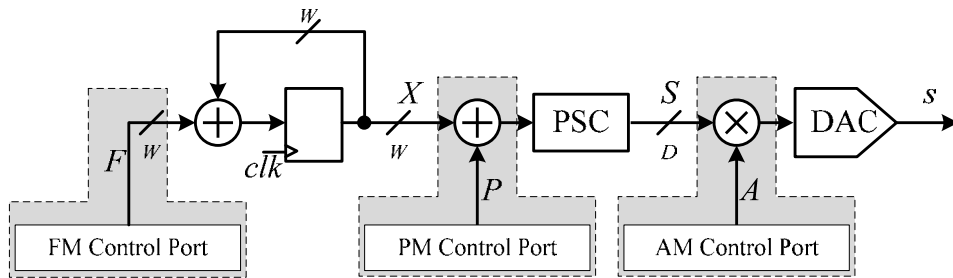 W
X
S
s
PSC
DAC
W
W
D
F
clk
P
A
FM Control Port
PM Control Port
AM Control Port